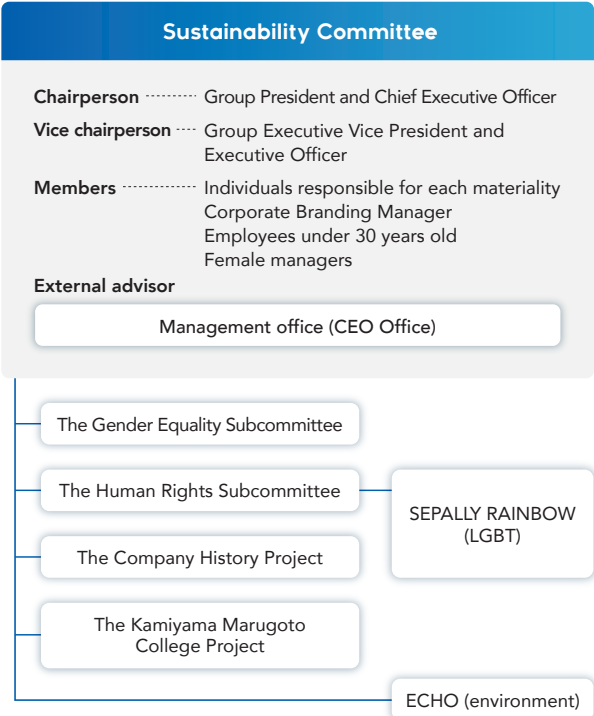 Sustainability Committee
Chairperson ········· Group President and Chief Executive Officer
Vice chairperson ···· Group Executive Vice President and
Executive Officer
Members ············· Individuals responsible for each materiality
Corporate Branding Manager
Employees under 30 years old
Female managers
External advisor
Management office (CEO Office)
The Gender Equality Subcommittee
The Human Rights Subcommittee
SEPALLY RAINBOW
(LGBT)
The Company History Project
The Kamiyama Marugoto
College Project
ECHO (environment)